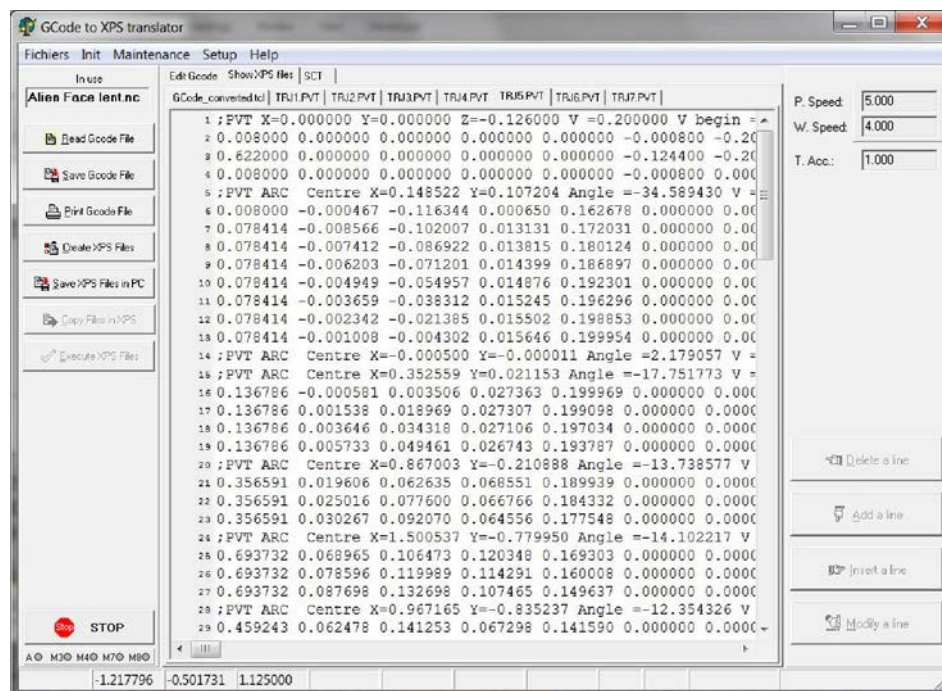 GCode to XPS translator
Fichiers Init Maintenance Setup Help
In use
Alien Face lent.nc
Read Gcode File
Save Gcode File
Print Gcode File
Create XPS Files
Save XPS Files in PC
Copy Files in XPS
Execute XPS Files
STOP
Stop
A M3 M4 M7 M8
Edit Gcode Show XPS files SCT
GCode_converted.tcl TRJ1.PVT TRJ2.PVT TRJ3.PVT TRJ4.PVT TRJ5.PVT TRJ6.PVT TRJ7.PVT
1 ;PVT X=0.000000 Y=0.000000 Z=-0.126000 V =0.200000 V begin =
2 0.008000 0.000000 0.000000 0.000000 0.000000 -0.000800 -0.20
3 0.622000 0.000000 0.000000 0.000000 0.000000 -0.124400 -0.20
4 0.008000 0.000000 0.000000 0.000000 0.000000 -0.000800 0.000
5 ;PVT ARC Centre X=0.148522 Y=0.107204 Angle =-34.589430 V =
6 0.008000 -0.000467 -0.116344 0.000650 0.162678 0.000000 0.00
7 0.078414 -0.008566 -0.102007 0.013131 0.172031 0.000000 0.00
8 0.078414 -0.007412 -0.086922 0.013815 0.180124 0.000000 0.00
9 0.078414 -0.006203 -0.071201 0.014399 0.186897 0.000000 0.00
10 0.078414 -0.004949 -0.054957 0.014876 0.192301 0.000000 0.00
11 0.078414 -0.003659 -0.038312 0.015245 0.196296 0.000000 0.00
12 0.078414 -0.002342 -0.021385 0.015502 0.198853 0.000000 0.00
13 0.078414 -0.001008 -0.004302 0.015646 0.199954 0.000000 0.00
14 ;PVT ARC Centre X=-0.000500 Y=-0.000011 Angle =2.179057 V =
15 ;PVT ARC Centre X=0.352559 Y=0.021153 Angle =-17.751773 V =
16 0.136786 -0.000581 0.003506 0.027363 0.199969 0.000000 0.000
17 0.136786 0.001538 0.018969 0.027307 0.199098 0.000000 0.0000
18 0.136786 0.003646 0.034318 0.027106 0.197034 0.000000 0.0000
19 0.136786 0.005733 0.049461 0.026743 0.193787 0.000000 0.0000
20 ;PVT ARC Centre X=0.867003 Y=-0.210888 Angle =-13.738577 V
21 0.356591 0.019606 0.062635 0.068551 0.189939 0.000000 0.0000
22 0.356591 0.025016 0.077600 0.066766 0.184332 0.000000 0.0000
23 0.356591 0.030267 0.092070 0.064556 0.177548 0.000000 0.0000
24 ;PVT ARC Centre X=1.500537 Y=-0.779950 Angle =-14.102217 V
25 0.693732 0.068965 0.106473 0.120348 0.169303 0.000000 0.0000
26 0.693732 0.078596 0.119989 0.114291 0.160008 0.000000 0.0000
27 0.693732 0.087698 0.132698 0.107465 0.149637 0.000000 0.0000
28 ;PVT ARC Centre X=0.967165 Y=-0.835237 Angle =-12.354326 V
29 0.459243 0.062478 0.141253 0.067298 0.141590 0.000000 0.0000
P. Speed: 5.000
W. Speed: 4.000
T. Acc.: 1.000
Delete a line
Add a line
Insert a line
Modify a line
-1.217796 -0.501731 1.125000